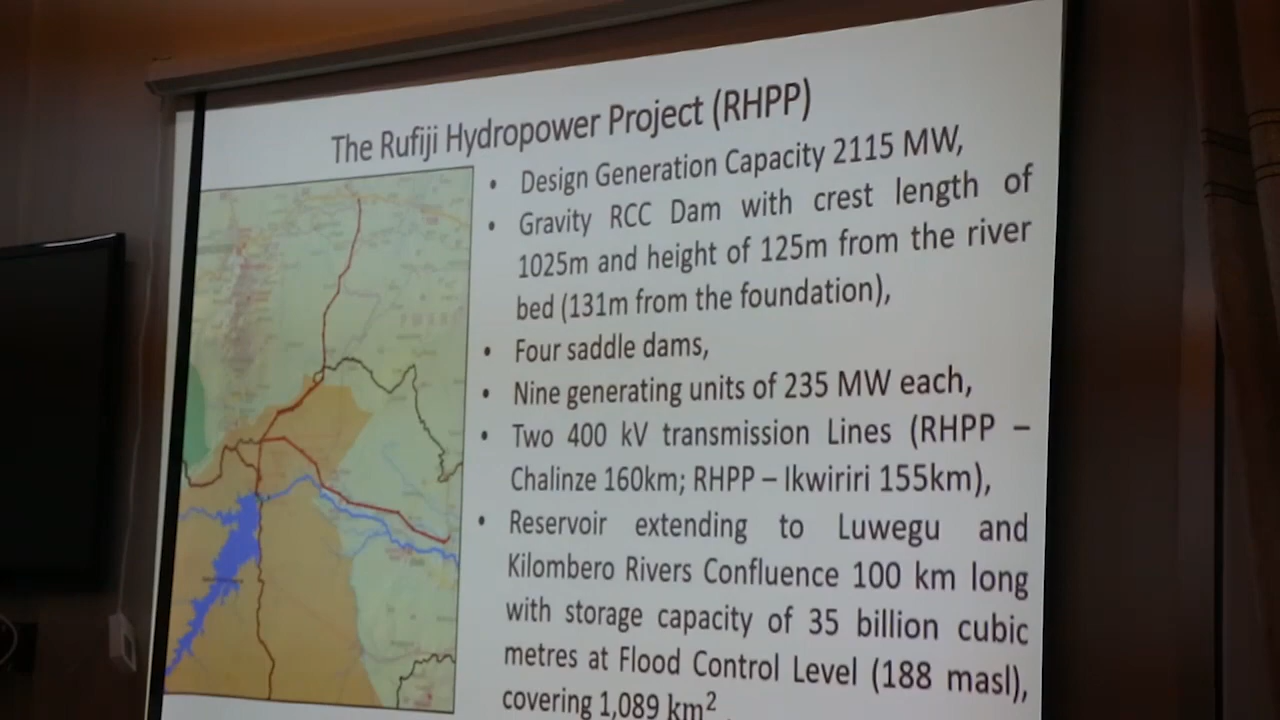 The Rufiji Hydropower Project (RHPP)
• Design Generation Capacity 2115 MW,
• Gravity RCC Dam with crest length of
1025m and height of 125m from the river
bed (131m from the foundation),
• Four saddle dams,
• Nine generating units of 235 MW each,
• Two 400 kV transmission Lines (RHPP –
Chalinze 160km; RHPP – Ikwiriri 155km),
• Reservoir extending to Luwegu and
Kilombero Rivers Confluence 100 km long
with storage capacity of 35 billion cubic
metres at Flood Control Level (188 masl),
covering 1,089 km²